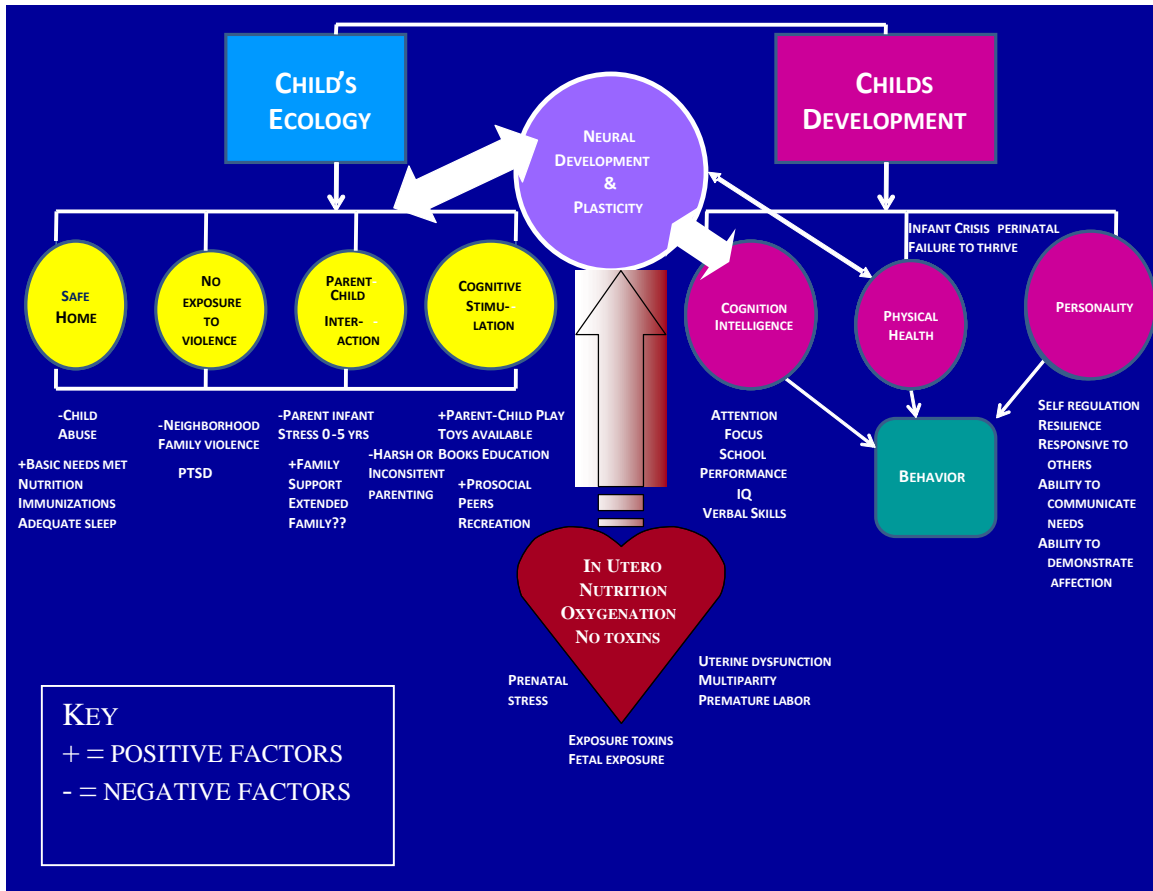 CHILD'S
ECOLOGY
CHILDS
DEVELOPMENT
NEURAL
DEVELOPMENT
&
PLASTICITY
INFANT CRISIS PERINATAL
FAILURE TO THRIVE
SAFE
HOME
NO
EXPOSURE
TO
VIOLENCE
PARENT-
CHILD
INTER-
ACTION
COGNITIVE
STIMU-
LATION
COGNITION
INTELLIGENCE
PHYSICAL
HEALTH
PERSONALITY
-CHILD
ABUSE
+BASIC NEEDS MET
NUTRITION
IMMUNIZATIONS
ADEQUATE SLEEP
-NEIGHBORHOOD
FAMILY VIOLENCE
PTSD
-PARENT INFANT
STRESS 0-5 YRS
+FAMILY
SUPPORT
EXTENDED
FAMILY??
-HARSH OR
INCONSITENT
PARENTING
+PARENT-CHILD PLAY
TOYS AVAILABLE
BOOKS EDUCATION
+PROSOCIAL
PEERS
RECREATION
ATTENTION
FOCUS
SCHOOL
PERFORMANCE
IQ
VERBAL SKILLS
BEHAVIOR
SELF REGULATION
RESILIENCE
RESPONSIVE TO
OTHERS
ABILITY TO
COMMUNICATE
NEEDS
ABILITY TO
DEMONSTRATE
AFFECTION
IN UTERO
NUTRITION
OXYGENATION
NO TOXINS
PRENATAL
STRESS
UTERINE DYSFUNCTION
MULTIPARITY
PREMATURE LABOR
EXPOSURE TOXINS
FETAL EXPOSURE
KEY
+ = POSITIVE FACTORS
- = NEGATIVE FACTORS